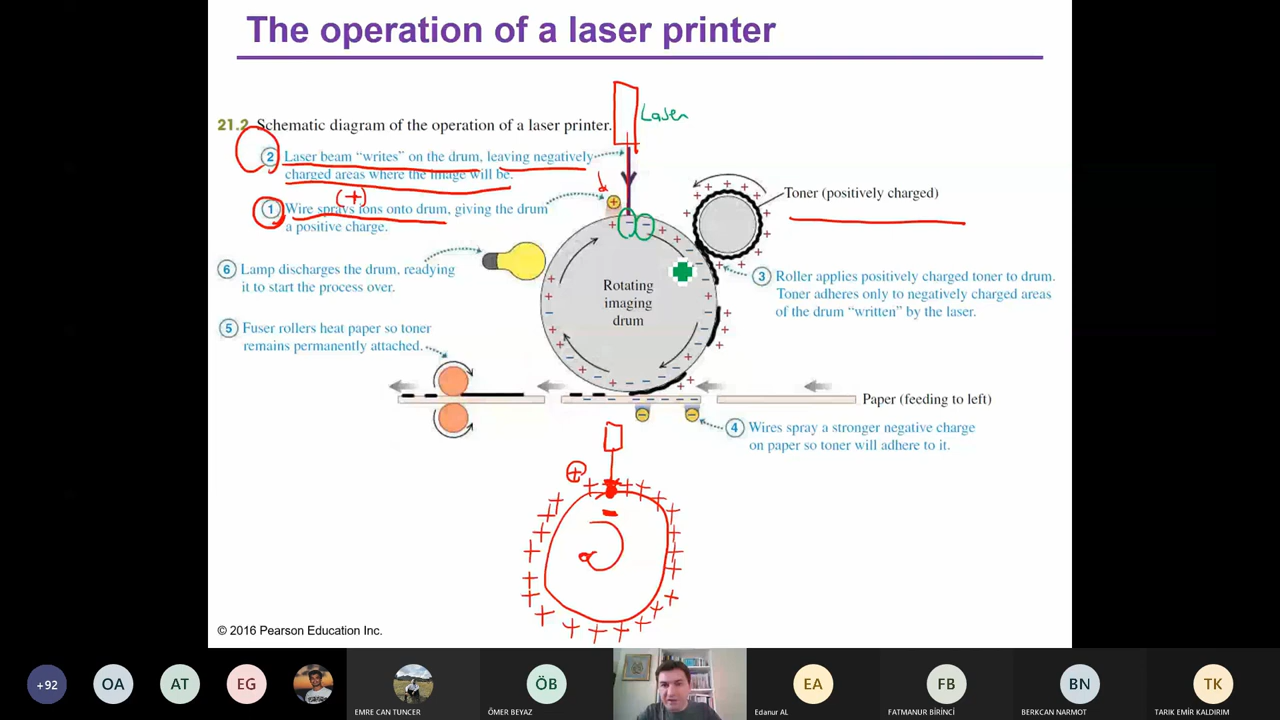 The operation of a laser printer
Laser
21.2 Schematic diagram of the operation of a laser printer.
2 Laser beam “writes” on the drum, leaving negatively
charged areas where the image will be.
(+)
1 Wire sprays ions onto drum, giving the drum
a positive charge.
Toner (positively charged)
6 Lamp discharges the drum, readying
it to start the process over.
Rotating
imaging
drum
3 Roller applies positively charged toner to drum.
Toner adheres only to negatively charged areas
of the drum “written” by the laser.
5 Fuser rollers heat paper so toner
remains permanently attached.
Paper (feeding to left)
4 Wires spray a stronger negative charge
on paper so toner will adhere to it.
© 2016 Pearson Education Inc.
+92
OA
AT
EG
EMRE CAN TUNCER
ÖB
ÖMER BEYAZ
EA
Edanur AL
FB
FATMANUR BİRİNCİ
BN
BERKCAN NARMOT
TK
TARIK EMİR KALDIRIM